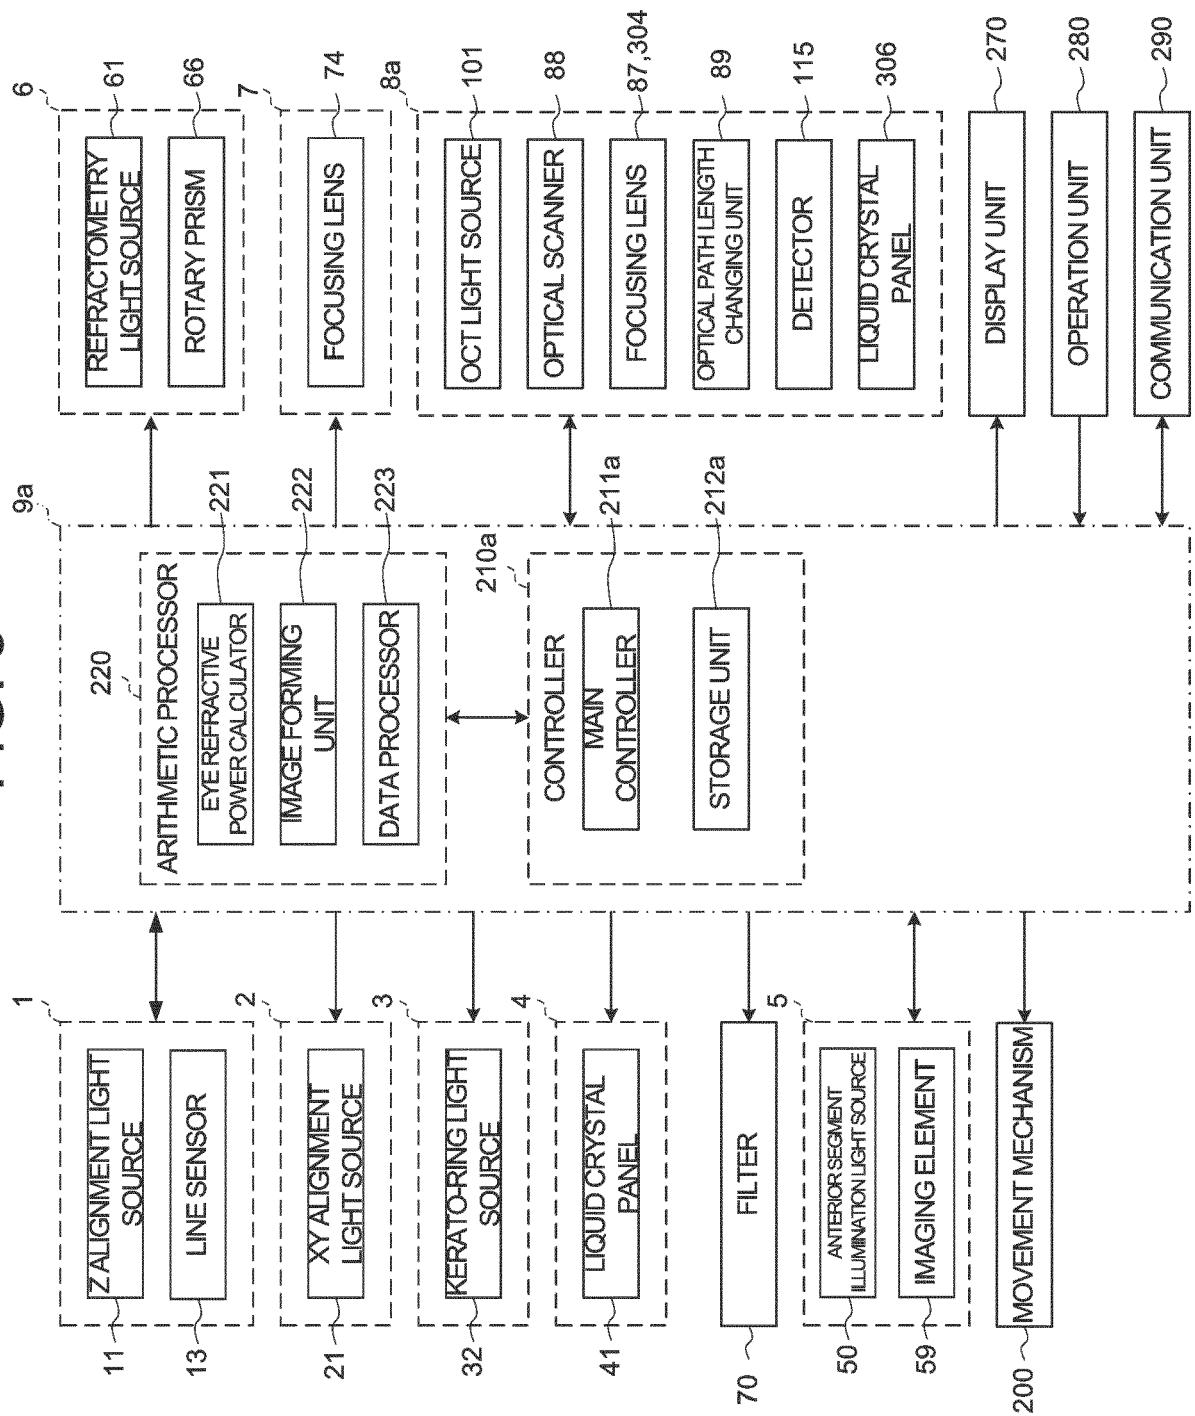 9a
220
ARITHMETIC PROCESSOR
EYE REFRACTIVE
POWER CALCULATOR
221
IMAGE FORMING
UNIT
222
DATA PROCESSOR
223
210a
CONTROLLER
MAIN
CONTROLLER
211a
STORAGE UNIT
212a
1
Z ALIGNMENT LIGHT
SOURCE
11
LINE SENSOR
13
2
XY ALIGNMENT
LIGHT SOURCE
21
3
KERATO-RING LIGHT
SOURCE
32
4
LIQUID CRYSTAL
PANEL
41
FILTER
70
5
ANTERIOR SEGMENT
ILLUMINATION LIGHT SOURCE
50
IMAGING ELEMENT
59
MOVEMENT MECHANISM
200
6
REFRACTOMETRY
LIGHT SOURCE
61
ROTARY PRISM
66
7
FOCUSING LENS
74
8a
OCT LIGHT SOURCE
101
OPTICAL SCANNER
88
FOCUSING LENS
87,304
OPTICAL PATH LENGTH
CHANGING UNIT
89
DETECTOR
115
LIQUID CRYSTAL
PANEL
306
DISPLAY UNIT
270
OPERATION UNIT
280
COMMUNICATION UNIT
290